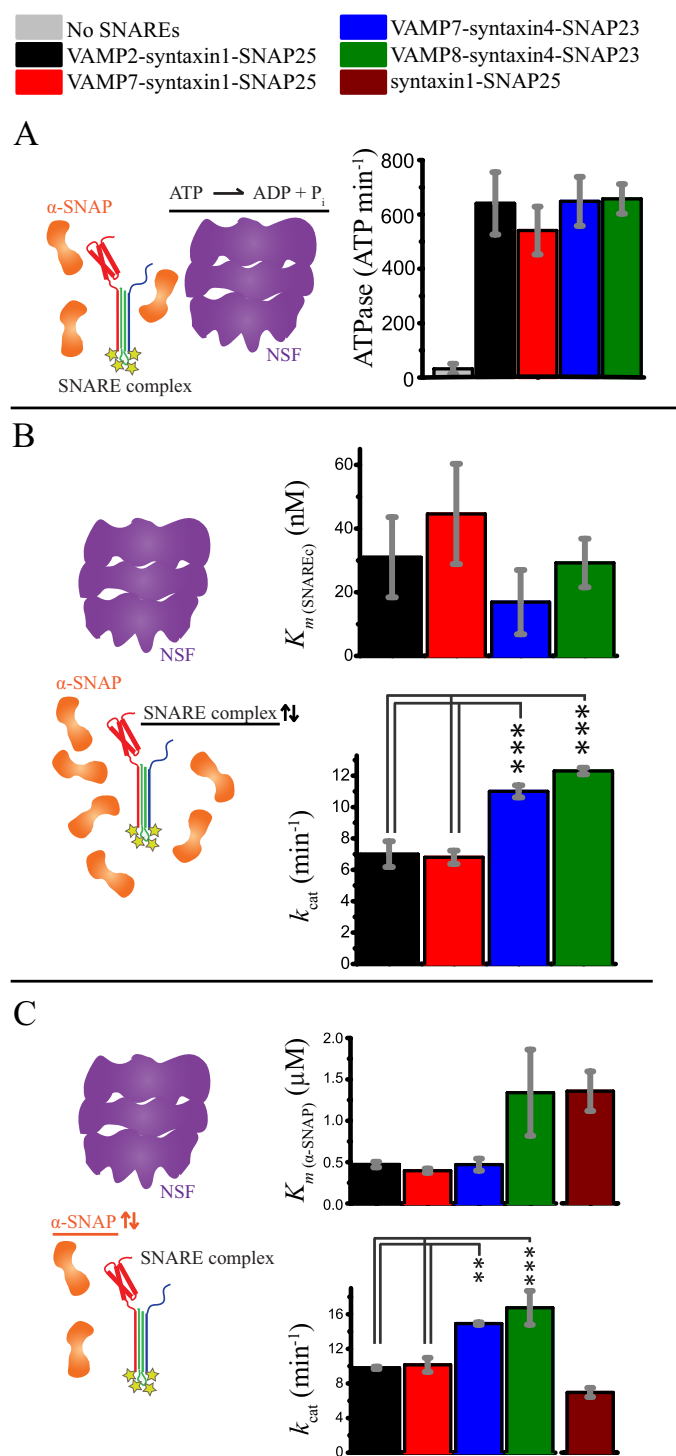 No SNAREs
VAMP2-syntaxin1-SNAP25
VAMP7-syntaxin1-SNAP25
VAMP7-syntaxin4-SNAP23
VAMP8-syntaxin4-SNAP23
syntaxin1-SNAP25
A
α-SNAP
ATP → ADP + Pi
NSF
SNARE complex
ATPase (ATP min⁻¹)
800
600
400
200
0
B
NSF
α-SNAP
SNARE complex ↑↓
Km (SNAREc) (nM)
60
40
20
0
kcat (min⁻¹)
12
10
8
6
4
2
0
***
***
C
NSF
α-SNAP ↑↓
SNARE complex
Km (α-SNAP) (μM)
2.0
1.5
1.0
0.5
0.0
kcat (min⁻¹)
16
12
8
4
0
**
***